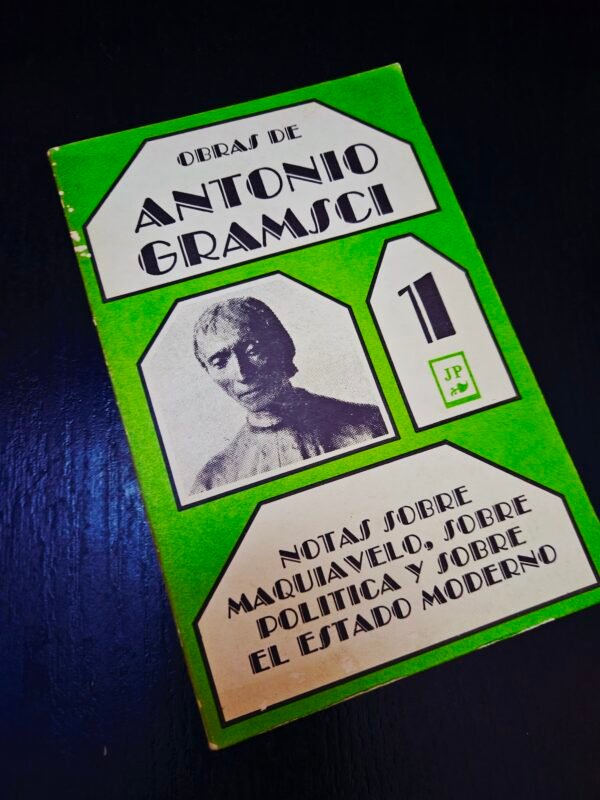 OBRAS DE
ANTONIO
GRAMSCI
1
JP
NOTAS SOBRE
MAQUIAVELO, SOBRE
POLITICA Y SOBRE
EL ESTADO MODERNO